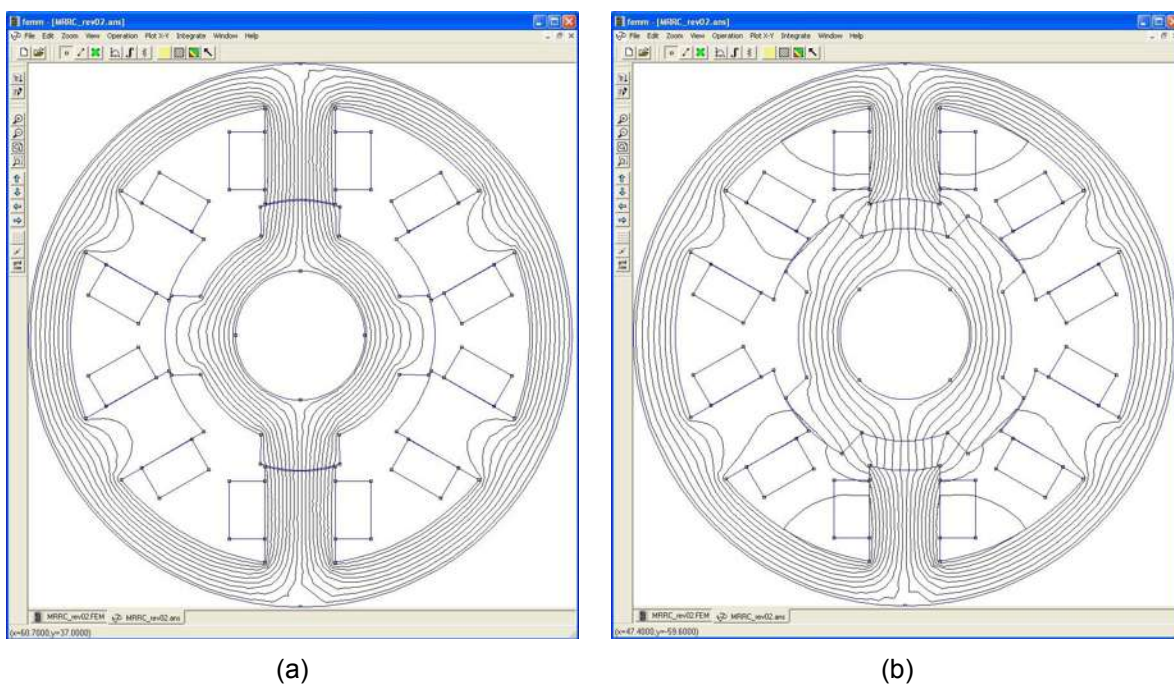 femm - [MRRC_rev02.ans]
File Edit Zoom View Operation Plot X-Y Integrate Window Help
MRRC_rev02.FEM MRRC_rev02.ans
(x=60.7000,y=37.0000)
(a)
femm - [MRRC_rev02.ans]
File Edit Zoom View Operation Plot X-Y Integrate Window Help
MRRC_rev02.FEM MRRC_rev02.ans
(x=47.4000,y=-59.6000)
(b)